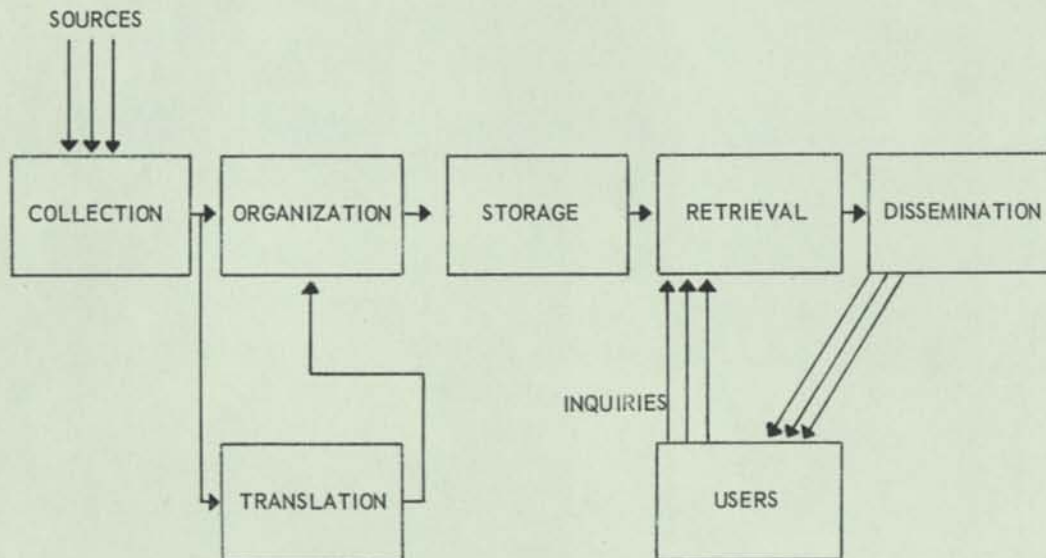 SOURCES
COLLECTION
ORGANIZATION
STORAGE
RETRIEVAL
DISSEMINATION
INQUIRIES
TRANSLATION
USERS